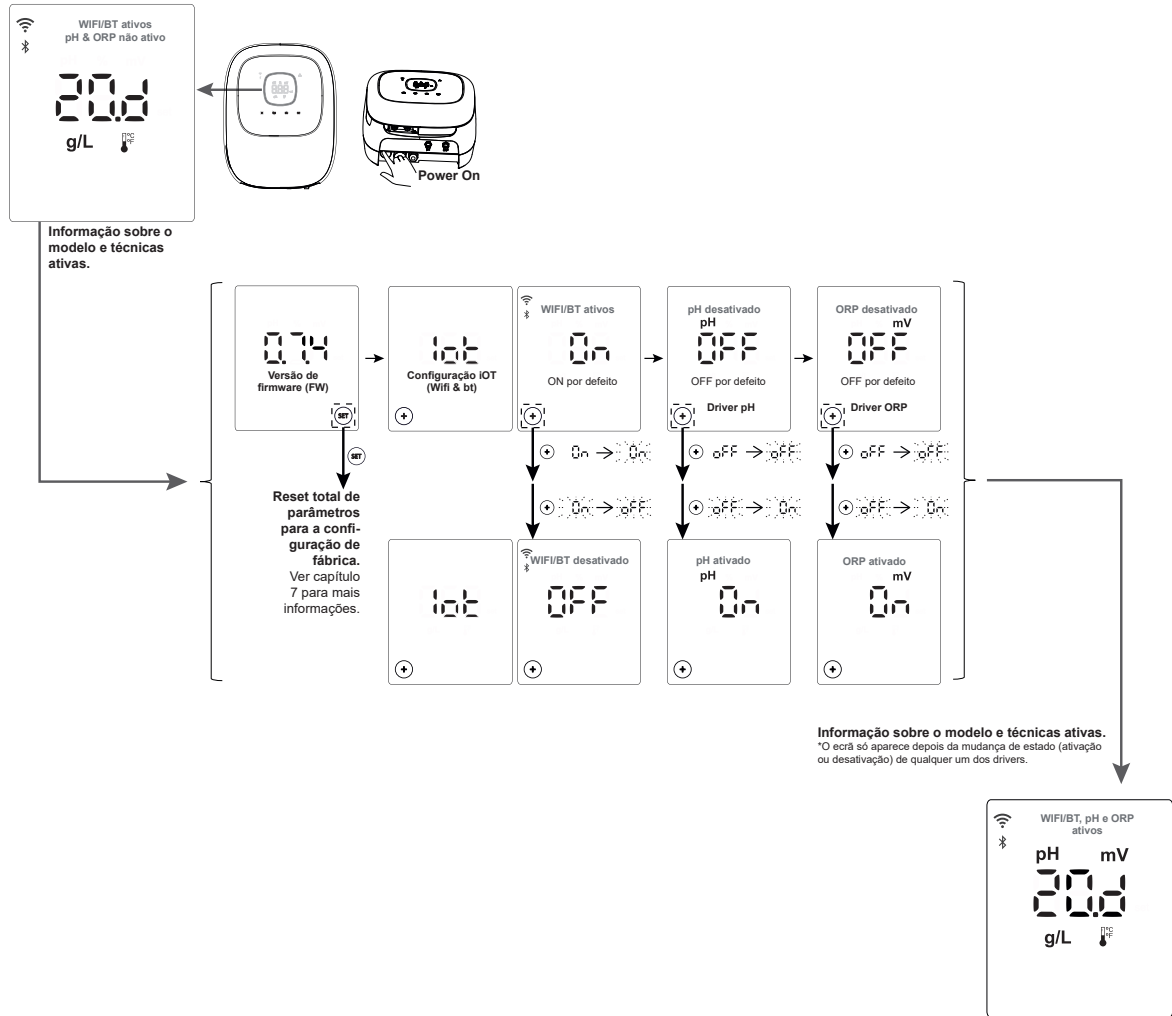 WIFI/BT ativos
pH & ORP não ativo
20.d
g/L
°C
°F
Power On
Informação sobre o
modelo e técnicas
ativas.
0.7.4
Versão de
firmware (FW)
SET
SET
Reset total de
parâmetros
para a confi-
guração de
fábrica.
Ver capítulo
7 para mais
informações.
Iot
Configuração iOT
(Wifi & bt)
+
WIFI/BT ativos
On
ON por defeito
+
pH desativado
pH
OFF
OFF por defeito
+ Driver pH
ORP desativado
mV
OFF
OFF por defeito
+ Driver ORP
+ On → On
+ oFF → oFF
+ oFF → oFF
+ On → oFF
+ oFF → On
+ oFF → On
Iot
+
WIFI/BT desativado
OFF
+
pH ativado
pH
On
+
ORP ativado
mV
On
+
Informação sobre o modelo e técnicas ativas.
*O ecrã só aparece depois da mudança de estado (ativação
ou desativação) de qualquer um dos drivers.
WIFI/BT, pH e ORP
ativos
pH mV
20.d
g/L
°C
°F